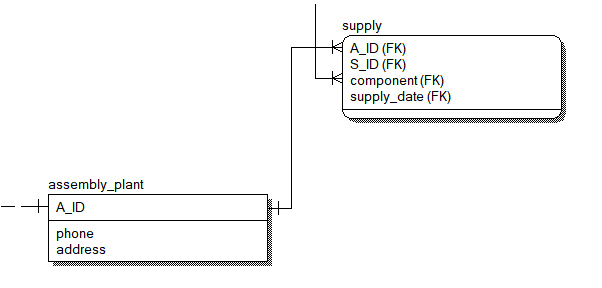 supply
A_ID (FK)
S_ID (FK)
component (FK)
supply_date (FK)
assembly_plant
A_ID
phone
address